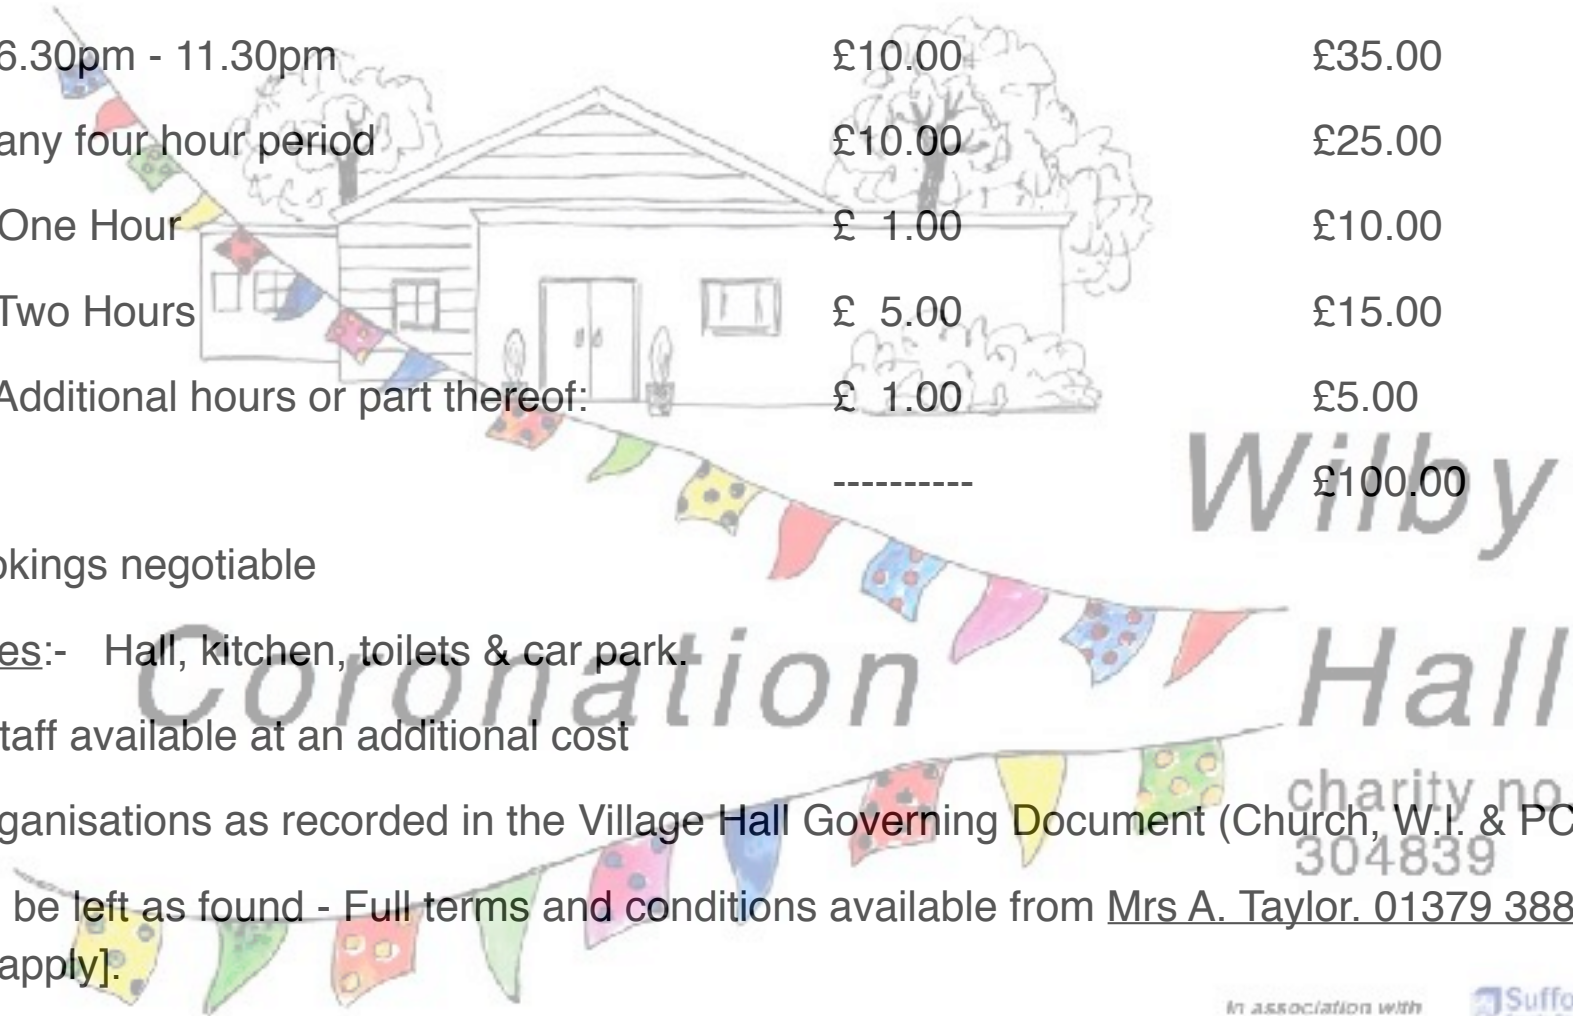 6.30pm - 11.30pm £10.00 £35.00
any four hour period £10.00 £25.00
One Hour £ 1.00 £10.00
Two Hours £ 5.00 £15.00
Additional hours or part thereof: £ 1.00 £5.00
---------- £100.00
Wilby
okings negotiable
es:- Hall, kitchen, toilets & car park.
Coronation Hall
taff available at an additional cost
charity no
ganisations as recorded in the Village Hall Governing Document (Church, W.I. & PC
304839
be left as found - Full terms and conditions available from Mrs A. Taylor. 01379 388
apply].
In association with Suffo